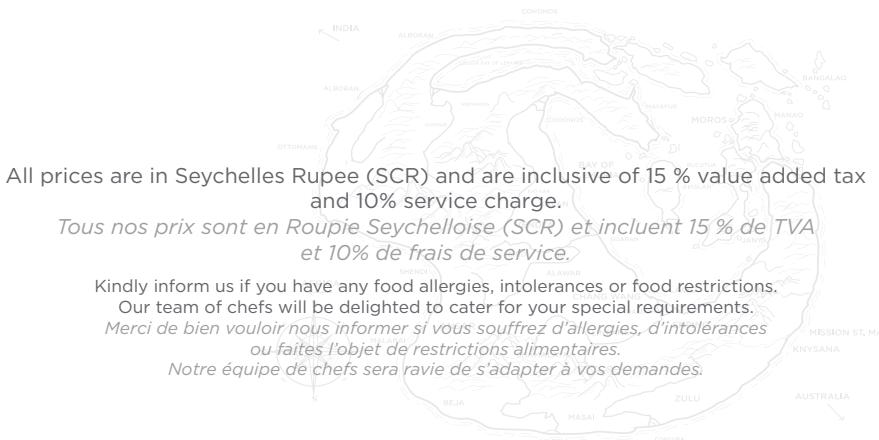 COHONOS
INDIA
ALBORAN
BANGALAO
ALBORAN
MANAO
MOROS
OTTOMAAN
BAY OF
All prices are in Seychelles Rupee (SCR) and are inclusive of 15 % value added tax
and 10% service charge.
Tous nos prix sont en Roupie Seychelloise (SCR) et incluent 15 % de TVA
et 10% de frais de service.
SHENDI
ALAWAR
Kindly inform us if you have any food allergies, intolerances or food restrictions.
CHANG WANG
Our team of chefs will be delighted to cater for your special requirements.
Merci de bien vouloir nous informer si vous souffrez d’allergies, d’intolérances
MISSION ST, MA
ou faites l’objet de restrictions alimentaires.
KNYSANA
Notre équipe de chefs sera ravie de s’adapter à vos demandes.
BEJA
ZULU
AUSTRALIA
MASAI
N